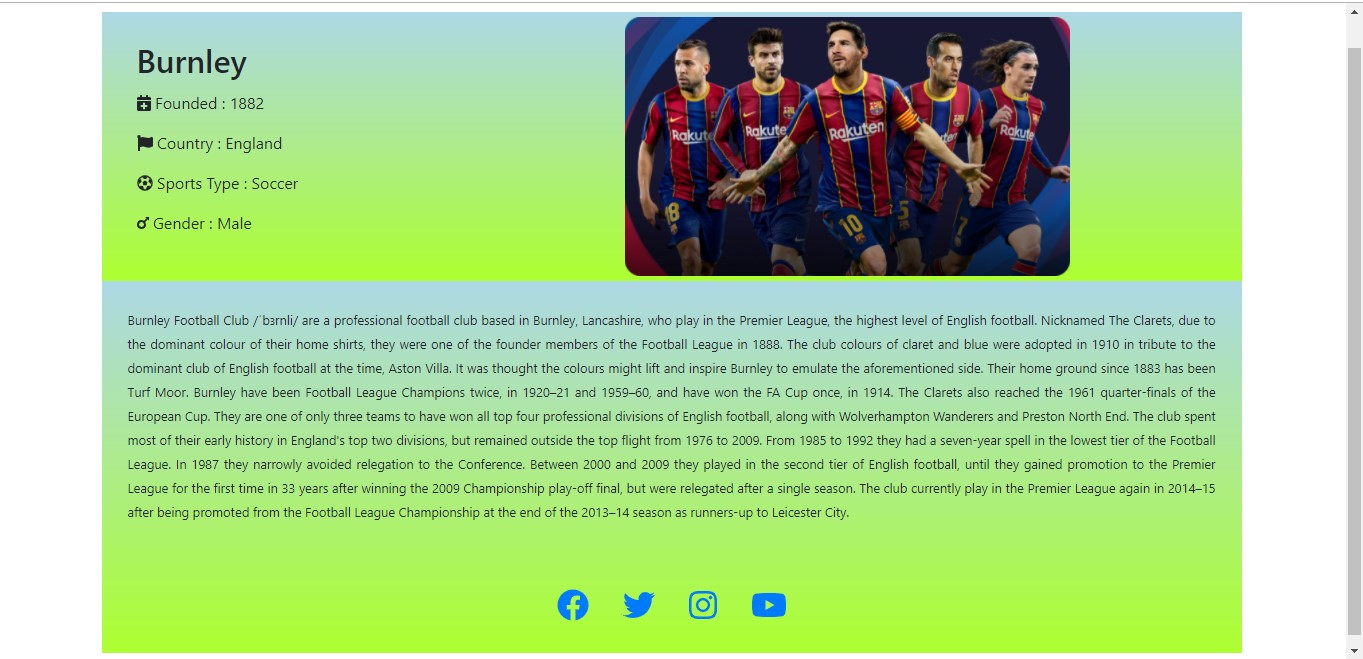 Burnley
Founded : 1882
Country : England
Sports Type : Soccer
Gender : Male
Rakuten
Rakuten
Rakuten
Rakuten
18
10
5
7
Burnley Football Club /ˈbɜrnli/ are a professional football club based in Burnley, Lancashire, who play in the Premier League, the highest level of English football. Nicknamed The Clarets, due to
the dominant colour of their home shirts, they were one of the founder members of the Football League in 1888. The club colours of claret and blue were adopted in 1910 in tribute to the
dominant club of English football at the time, Aston Villa. It was thought the colours might lift and inspire Burnley to emulate the aforementioned side. Their home ground since 1883 has been
Turf Moor. Burnley have been Football League Champions twice, in 1920–21 and 1959–60, and have won the FA Cup once, in 1914. The Clarets also reached the 1961 quarter-finals of the
European Cup. They are one of only three teams to have won all top four professional divisions of English football, along with Wolverhampton Wanderers and Preston North End. The club spent
most of their early history in England's top two divisions, but remained outside the top flight from 1976 to 2009. From 1985 to 1992 they had a seven-year spell in the lowest tier of the Football
League. In 1987 they narrowly avoided relegation to the Conference. Between 2000 and 2009 they played in the second tier of English football, until they gained promotion to the Premier
League for the first time in 33 years after winning the 2009 Championship play-off final, but were relegated after a single season. The club currently play in the Premier League again in 2014–15
after being promoted from the Football League Championship at the end of the 2013–14 season as runners-up to Leicester City.